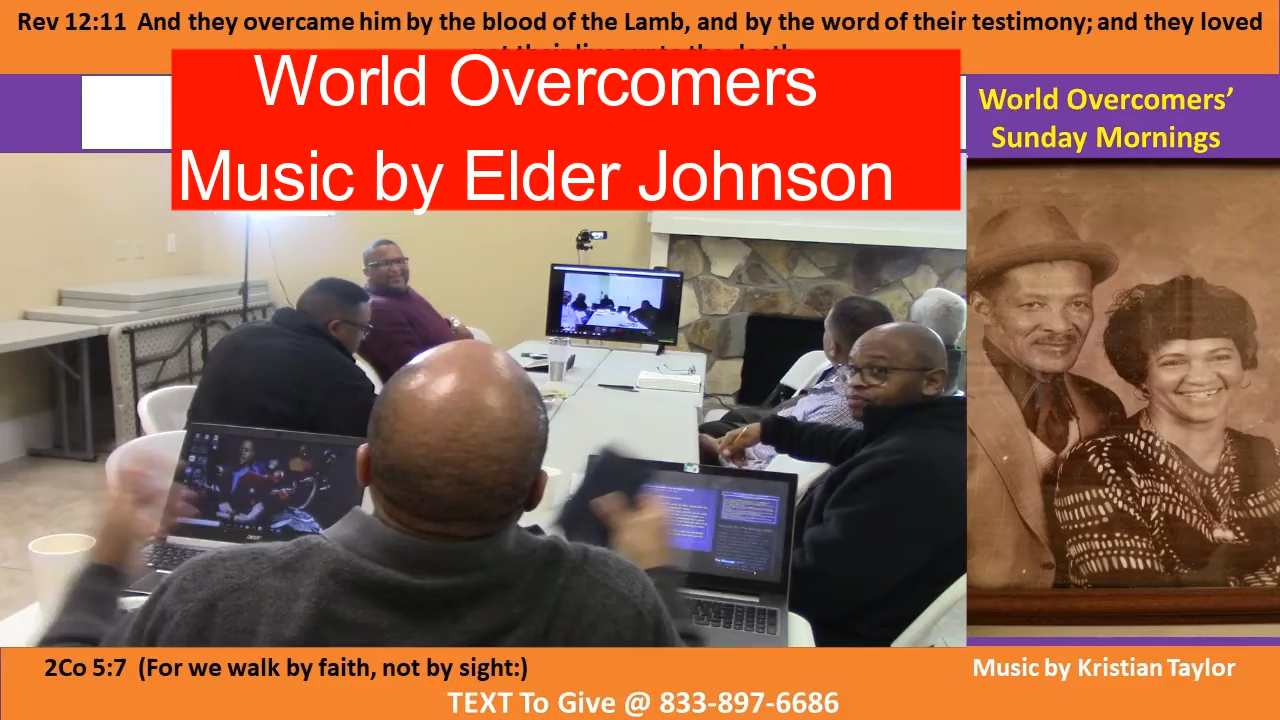 Rev 12:11 And they overcame him by the blood of the Lamb, and by the word of their testimony; and they loved
World Overcomers
Music by Elder Johnson
World Overcomers’
Sunday Mornings
acer
2Co 5:7 (For we walk by faith, not by sight:)
Music by Kristian Taylor
TEXT To Give @ 833-897-6686